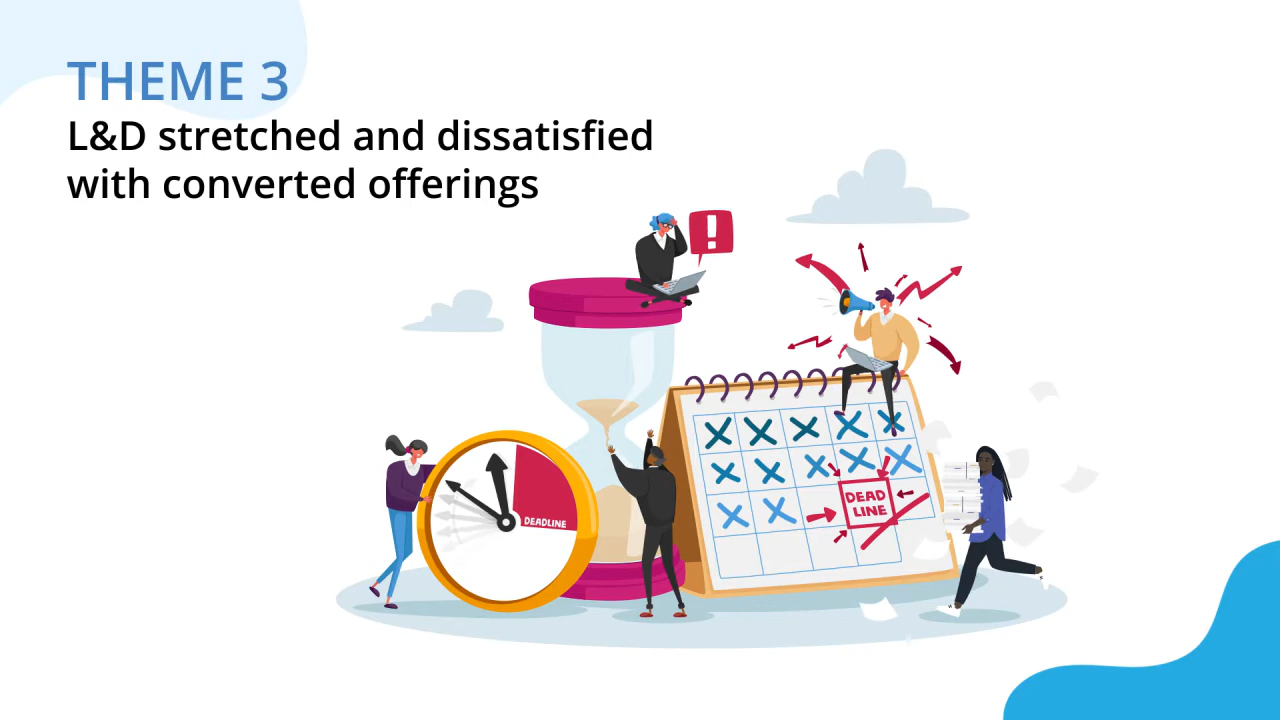 THEME 3
L&D stretched and dissatisfied
with converted offerings
!
DEADLINE
DEAD
LINE